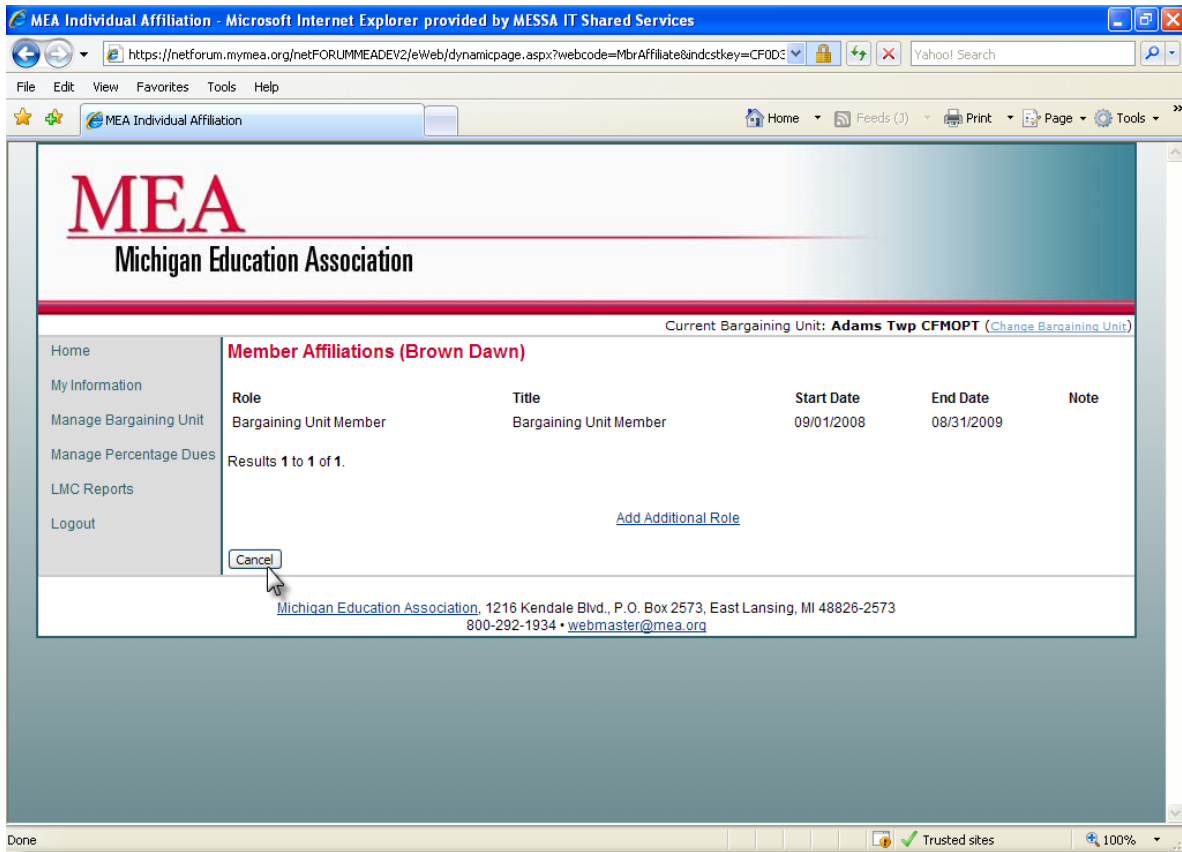 MEA Individual Affiliation - Microsoft Internet Explorer provided by MESSA IT Shared Services
https://netforum.mymea.org/netFORUMMEADEV2/eWeb/dynamicpage.aspx?webcode=MbrAffiliate&indcstkey=CF0D3 Yahoo! Search
File Edit View Favorites Tools Help
MEA Individual Affiliation Home Feeds (J) Print Page Tools »
MEA
Michigan Education Association
Current Bargaining Unit: Adams Twp CFMOPT (Change Bargaining Unit)
Home
My Information
Manage Bargaining Unit
Manage Percentage Dues
LMC Reports
Logout
Member Affiliations (Brown Dawn)
Role Title Start Date End Date Note
Bargaining Unit Member Bargaining Unit Member 09/01/2008 08/31/2009
Results 1 to 1 of 1.
Add Additional Role
Cancel
Michigan Education Association, 1216 Kendale Blvd., P.O. Box 2573, East Lansing, MI 48826-2573
800-292-1934 • webmaster@mea.org
Done Trusted sites 100%